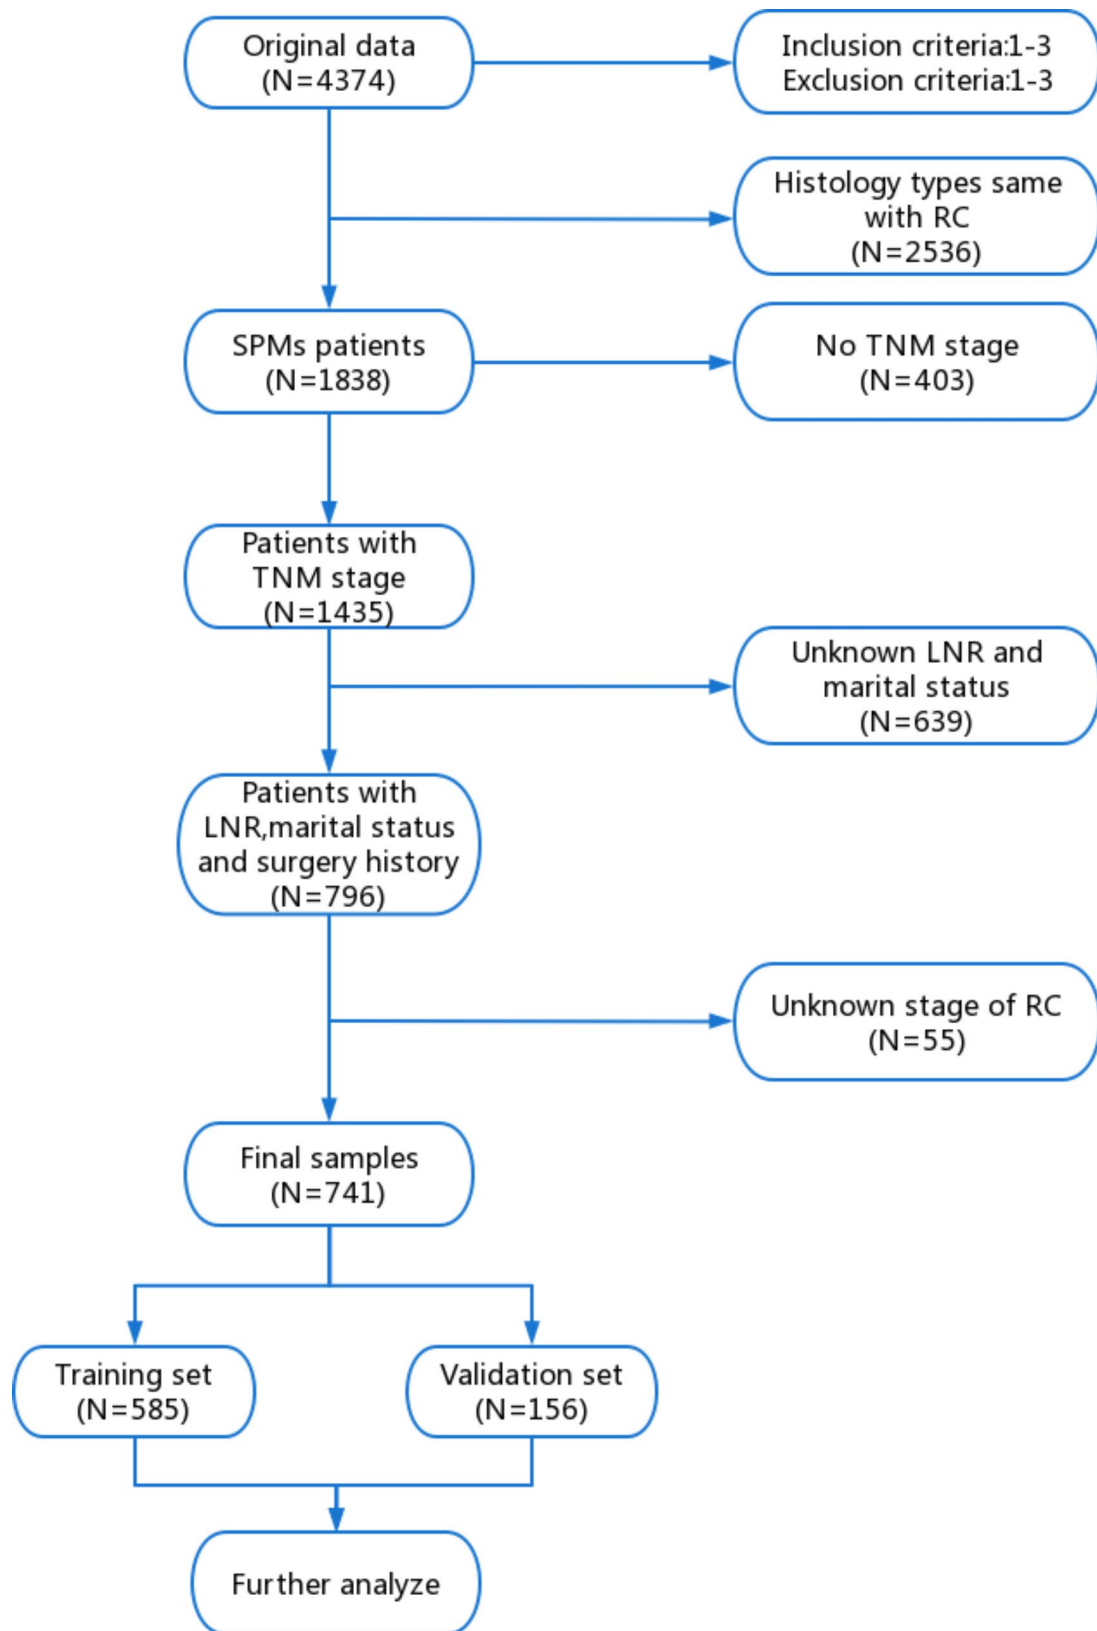 Original data
(N=4374)
Inclusion criteria:1-3
Exclusion criteria:1-3
Histology types same
with RC
(N=2536)
SPMs patients
(N=1838)
No TNM stage
(N=403)
Patients with
TNM stage
(N=1435)
Unknown LNR and
marital status
(N=639)
Patients with
LNR,marital status
and surgery history
(N=796)
Unknown stage of RC
(N=55)
Final samples
(N=741)
Training set
(N=585)
Validation set
(N=156)
Further analyze